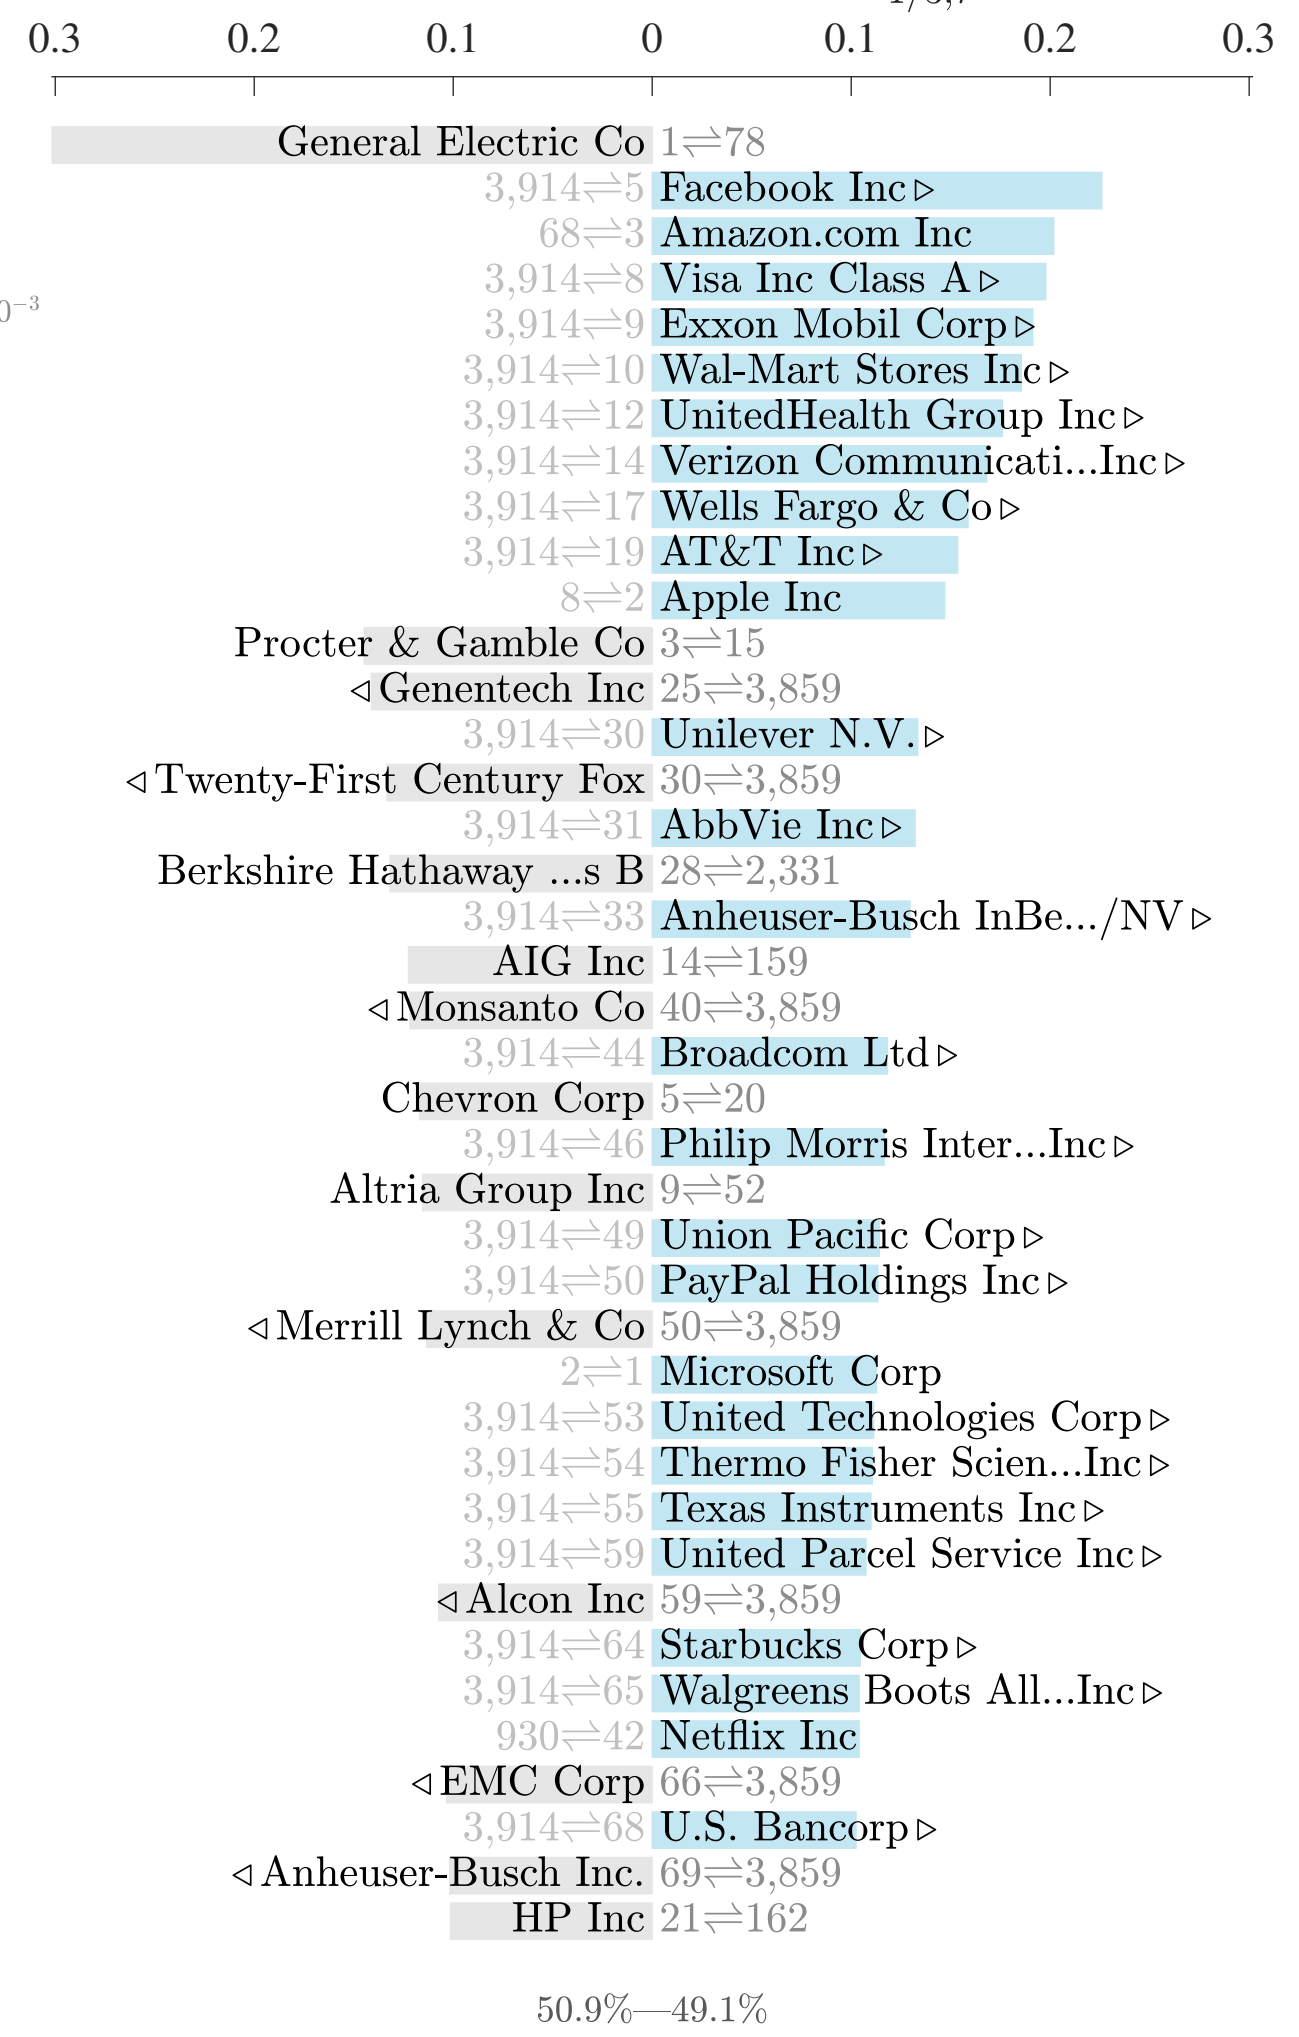 0.3 0.2 0.1 0 0.1 0.2 0.3
General Electric Co 1⇌78
3,914⇌5 Facebook Inc▷
68⇌3 Amazon.com Inc
3,914⇌8 Visa Inc Class A▷
0⁻³
3,914⇌9 Exxon Mobil Corp▷
3,914⇌10 Wal-Mart Stores Inc▷
3,914⇌12 UnitedHealth Group Inc▷
3,914⇌14 Verizon Communicati...Inc▷
3,914⇌17 Wells Fargo & Co▷
3,914⇌19 AT&T Inc▷
8⇌2 Apple Inc
Procter & Gamble Co 3⇌15
◁Genentech Inc 25⇌3,859
3,914⇌30 Unilever N.V.▷
◁Twenty-First Century Fox 30⇌3,859
3,914⇌31 AbbVie Inc▷
Berkshire Hathaway ...s B 28⇌2,331
3,914⇌33 Anheuser-Busch InBe.../NV▷
AIG Inc 14⇌159
◁Monsanto Co 40⇌3,859
3,914⇌44 Broadcom Ltd▷
Chevron Corp 5⇌20
3,914⇌46 Philip Morris Inter...Inc▷
Altria Group Inc 9⇌52
3,914⇌49 Union Pacific Corp▷
3,914⇌50 PayPal Holdings Inc▷
◁Merrill Lynch & Co 50⇌3,859
2⇌1 Microsoft Corp
3,914⇌53 United Technologies Corp▷
3,914⇌54 Thermo Fisher Scien...Inc▷
3,914⇌55 Texas Instruments Inc▷
3,914⇌59 United Parcel Service Inc▷
◁Alcon Inc 59⇌3,859
3,914⇌64 Starbucks Corp▷
3,914⇌65 Walgreens Boots All...Inc▷
930⇌42 Netflix Inc
◁EMC Corp 66⇌3,859
3,914⇌68 U.S. Bancorp▷
◁Anheuser-Busch Inc. 69⇌3,859
HP Inc 21⇌162
50.9%—49.1%